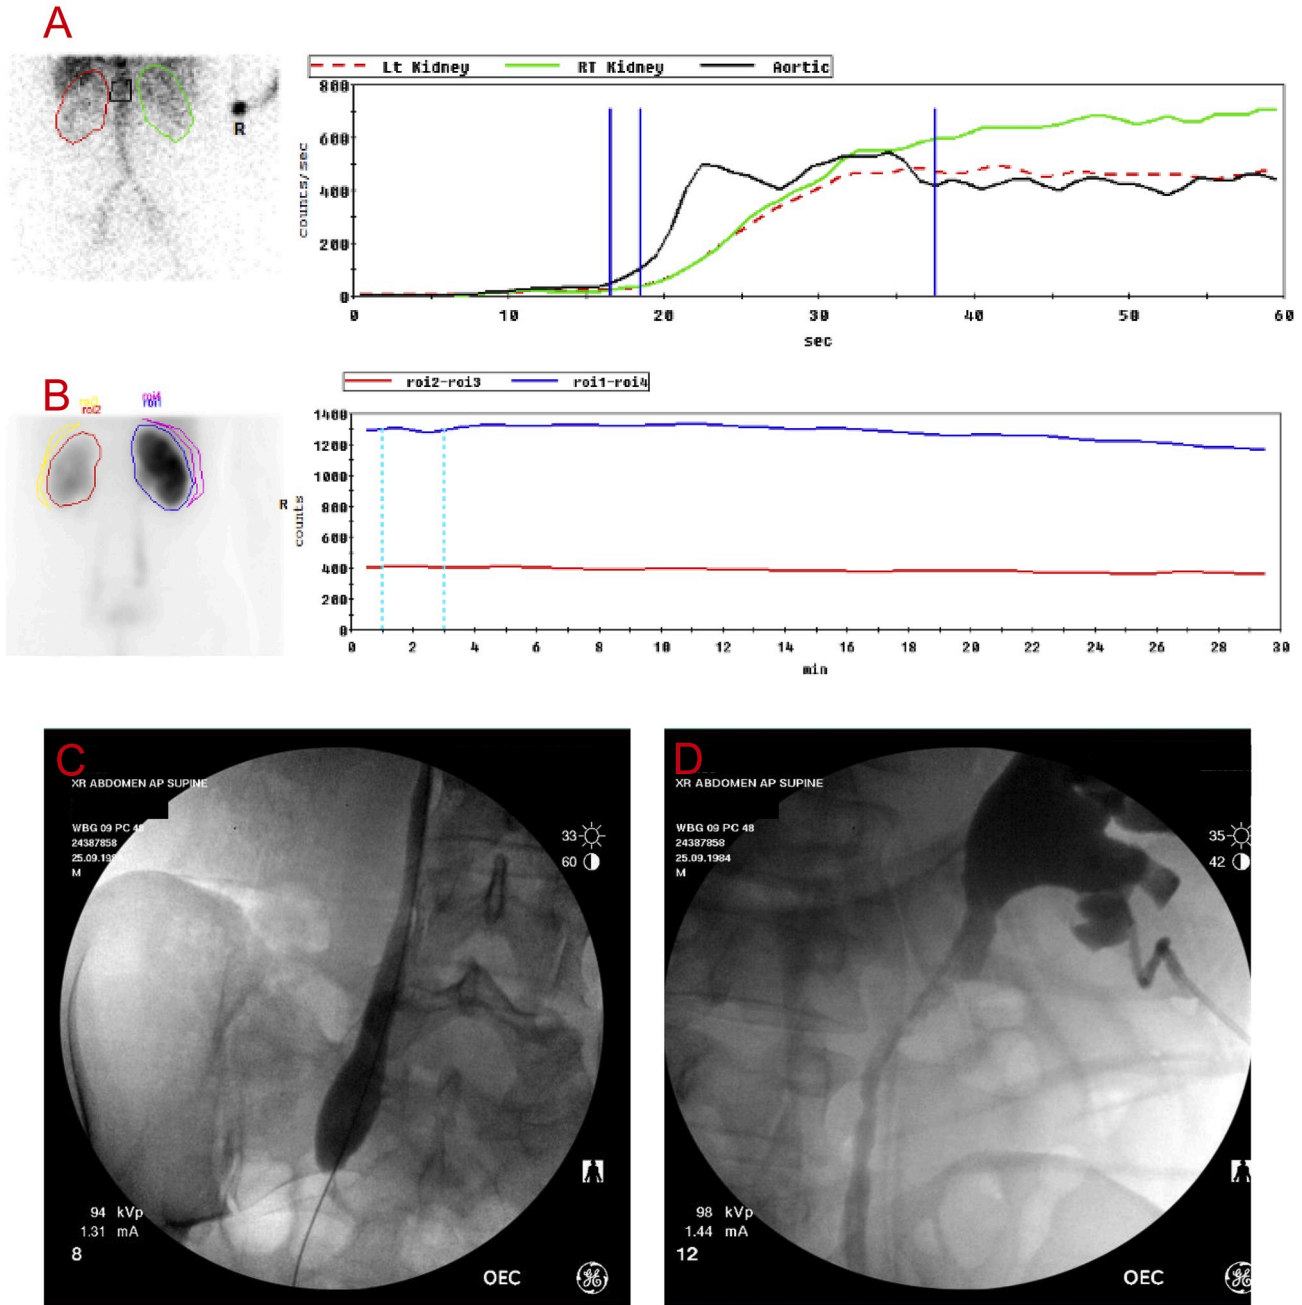 A
Lt Kidney RT Kidney Aortic
R
counts/sec
800
600
400
200
0
0 10 20 30 40 50 60
sec
B
roi2-roi3 roi1-roi4
roi2
roi1
R
counts
1400
1200
1000
800
600
400
200
0
0 2 4 6 8 10 12 14 16 18 20 22 24 26 28 30
min
C
XR ABDOMEN AP SUPINE
WBG 09 PC 48
24387858
25.09.1984
M
33
60
94 kVp
1.31 mA
8
OEC
GE
D
XR ABDOMEN AP SUPINE
WBG 09 PC 48
24387858
25.09.1984
M
35
42
98 kVp
1.44 mA
12
OEC
GE